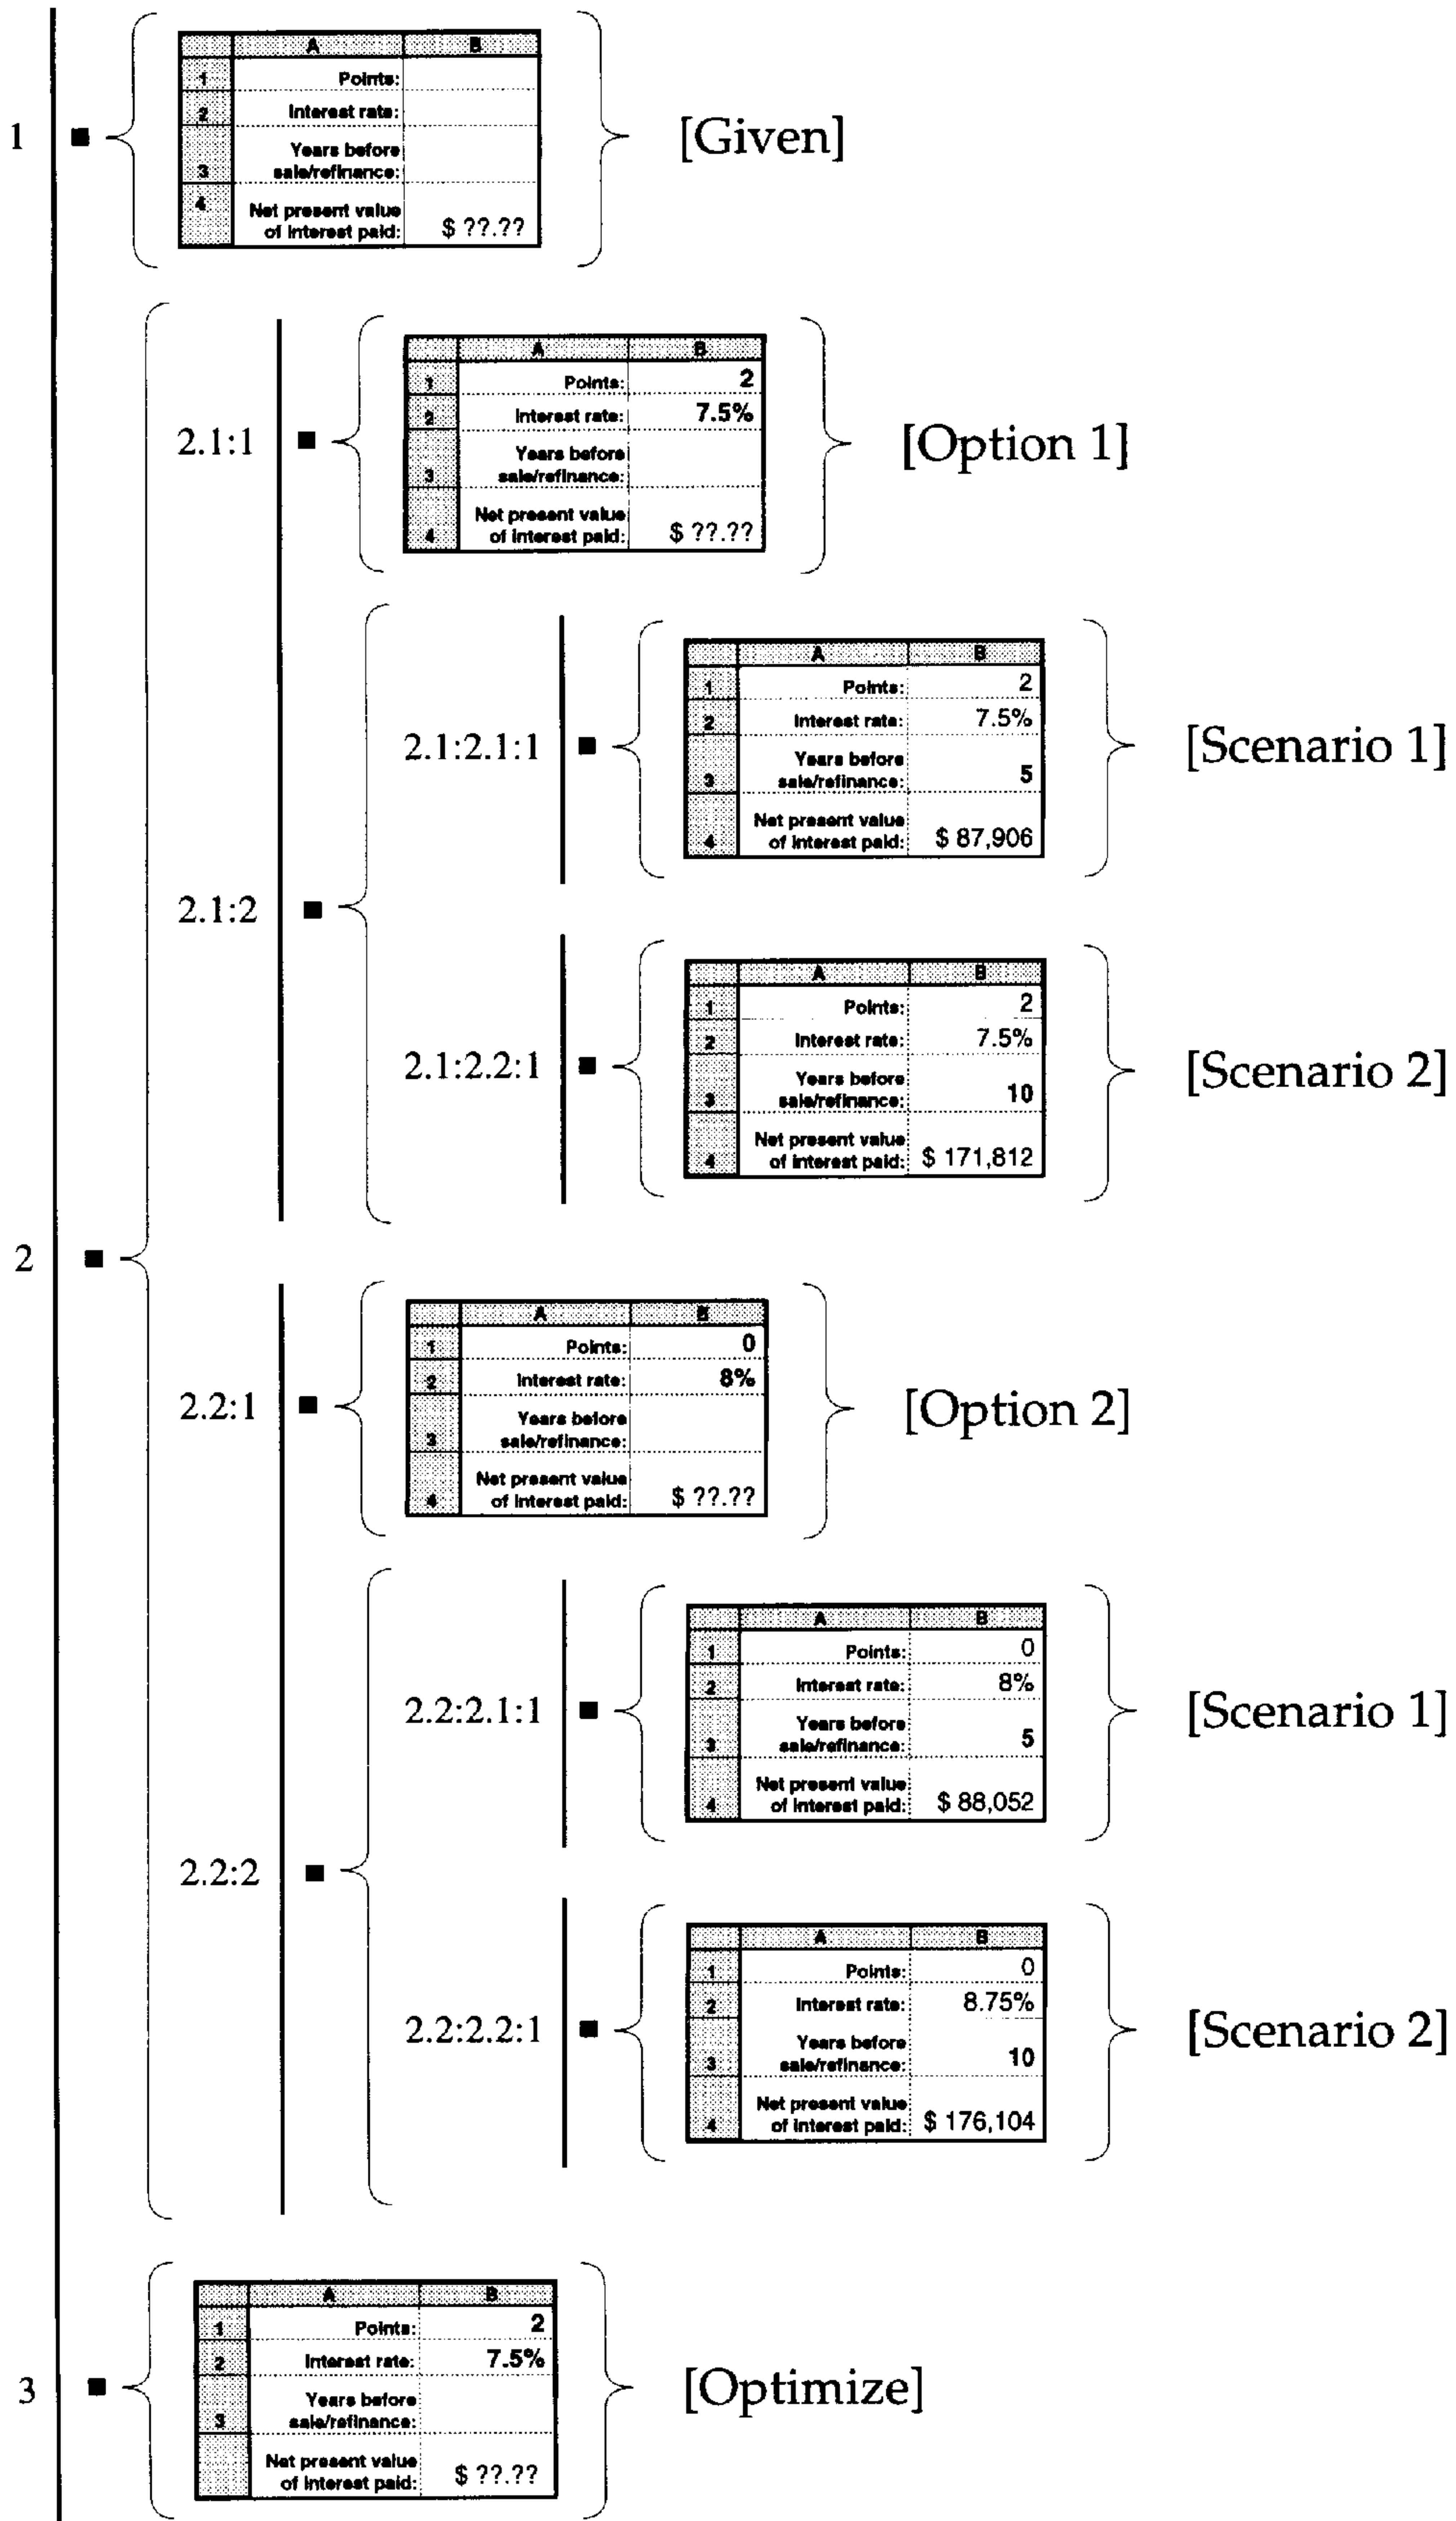 A B
1 Points:
2 Interest rate:
Years before
3 sale/refinance:
4 Net present value
of interest paid: $ ??.??
1 [Given]
A B
1 Points: 2
2 Interest rate: 7.5%
Years before
3 sale/refinance:
Net present value
4 of interest paid: $ ??.??
2.1:1 [Option 1]
A B
1 Points: 2
2 Interest rate: 7.5%
Years before
3 sale/refinance: 5
Net present value
4 of interest paid: $ 87,906
2.1:2.1:1 [Scenario 1]
2.1:2
A B
1 Points: 2
2 Interest rate: 7.5%
Years before
3 sale/refinance: 10
Net present value
4 of interest paid: $ 171,812
2.1:2.2:1 [Scenario 2]
2
A B
1 Points: 0
2 Interest rate: 8%
Years before
3 sale/refinance:
Net present value
4 of interest paid: $ ??.??
2.2:1 [Option 2]
A B
1 Points: 0
2 Interest rate: 8%
Years before
3 sale/refinance: 5
Net present value
4 of interest paid: $ 88,052
2.2:2.1:1 [Scenario 1]
2.2:2
A B
1 Points: 0
2 Interest rate: 8.75%
Years before
3 sale/refinance: 10
Net present value
4 of interest paid: $ 176,104
2.2:2.2:1 [Scenario 2]
A B
1 Points: 2
2 Interest rate: 7.5%
Years before
3 sale/refinance:
Net present value
of interest paid: $ ??.??
3 [Optimize]